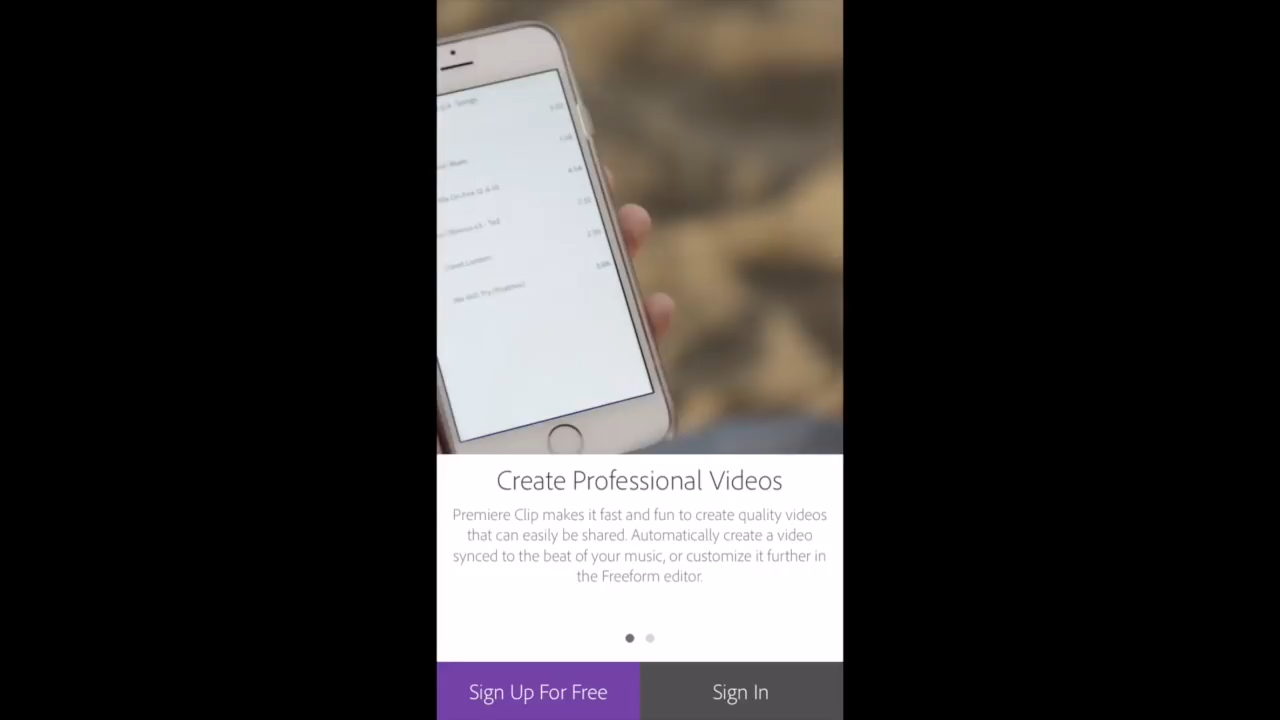 Create Professional Videos
Premiere Clip makes it fast and fun to create quality videos
that can easily be shared. Automatically create a video
synced to the beat of your music, or customize it further in
the Freeform editor.
Sign Up For Free
Sign In